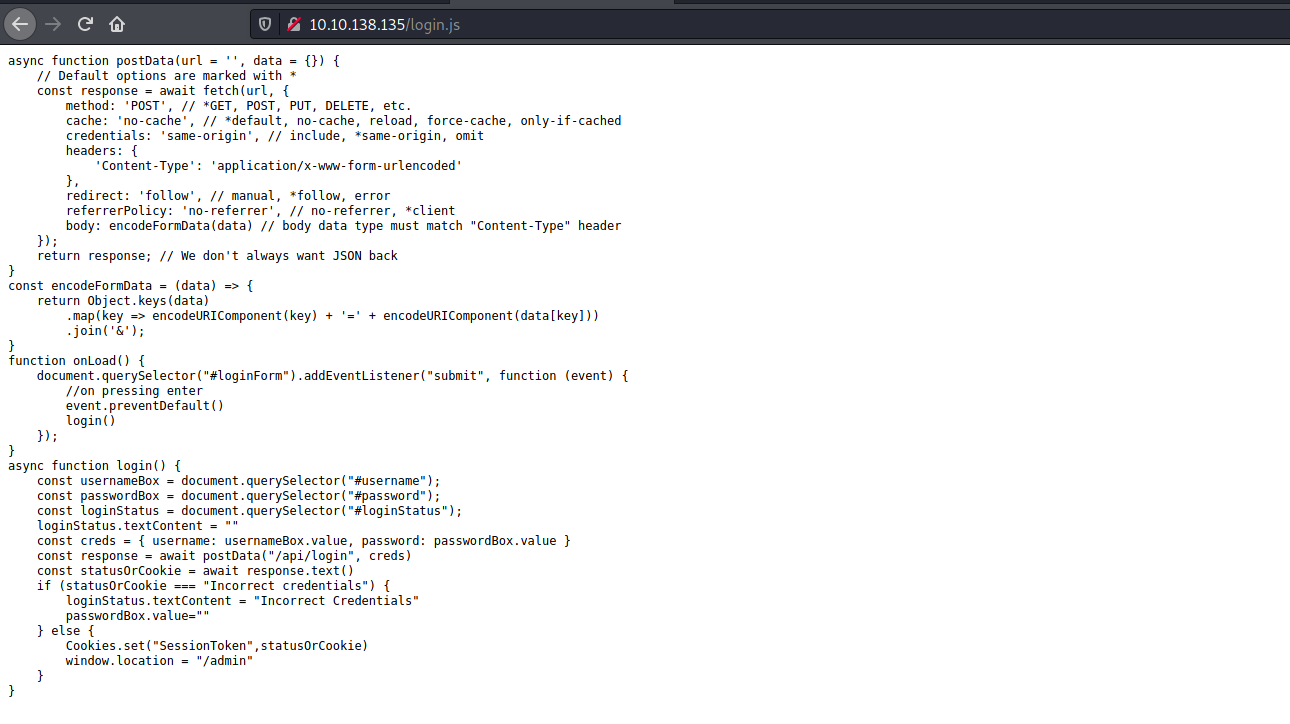 10.10.138.135/login.js
async function postData(url = '', data = {}) {
    // Default options are marked with *
    const response = await fetch(url, {
        method: 'POST', // *GET, POST, PUT, DELETE, etc.
        cache: 'no-cache', // *default, no-cache, reload, force-cache, only-if-cached
        credentials: 'same-origin', // include, *same-origin, omit
        headers: {
            'Content-Type': 'application/x-www-form-urlencoded'
        },
        redirect: 'follow', // manual, *follow, error
        referrerPolicy: 'no-referrer', // no-referrer, *client
        body: encodeFormData(data) // body data type must match "Content-Type" header
    });
    return response; // We don't always want JSON back
}
const encodeFormData = (data) => {
    return Object.keys(data)
        .map(key => encodeURIComponent(key) + '=' + encodeURIComponent(data[key]))
        .join('&');
}
function onLoad() {
    document.querySelector("#loginForm").addEventListener("submit", function (event) {
        //on pressing enter
        event.preventDefault()
        login()
    });
}
async function login() {
    const usernameBox = document.querySelector("#username");
    const passwordBox = document.querySelector("#password");
    const loginStatus = document.querySelector("#loginStatus");
    loginStatus.textContent = ""
    const creds = { username: usernameBox.value, password: passwordBox.value }
    const response = await postData("/api/login", creds)
    const statusOrCookie = await response.text()
    if (statusOrCookie === "Incorrect credentials") {
        loginStatus.textContent = "Incorrect Credentials"
        passwordBox.value=""
    } else {
        Cookies.set("SessionToken",statusOrCookie)
        window.location = "/admin"
    }
}